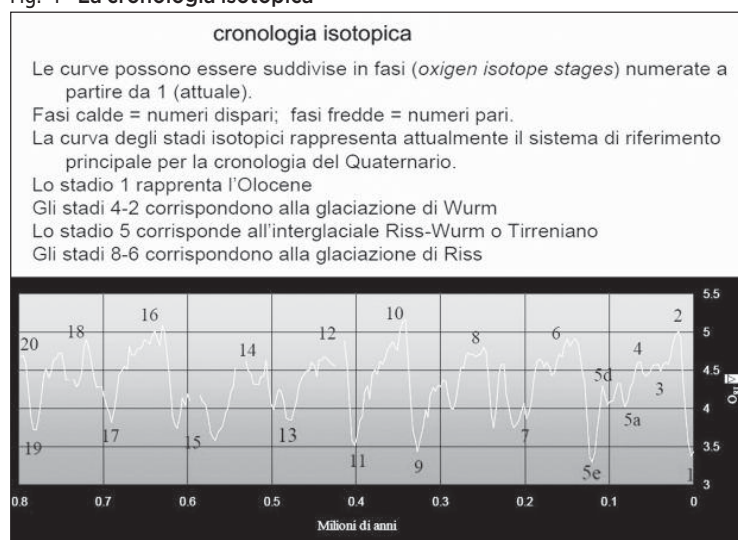 Fig. 4 - La cronologia isotopica
cronologia isotopica
Le curve possono essere suddivise in fasi (oxigen isotope stages) numerate a
partire da 1 (attuale).
Fasi calde = numeri dispari; fasi fredde = numeri pari.
La curva degli stadi isotopici rappresenta attualmente il sistema di riferimento
principale per la cronologia del Quaternario.
Lo stadio 1 rapprenta l'Olocene
Gli stadi 4-2 corrispondono alla glaciazione di Wurm
Lo stadio 5 corrisponde all'interglaciale Riss-Wurm o Tirreniano
Gli stadi 8-6 corrispondono alla glaciazione di Riss
5.5
20 18 16 14 12 10 8 6 4 2
5
4.5
5d
3
4
5a
19 17 15 13 11 9 7 5e 1
3.5
3
0.8 0.7 0.6 0.5 0.4 0.3 0.2 0.1 0
Milioni di anni